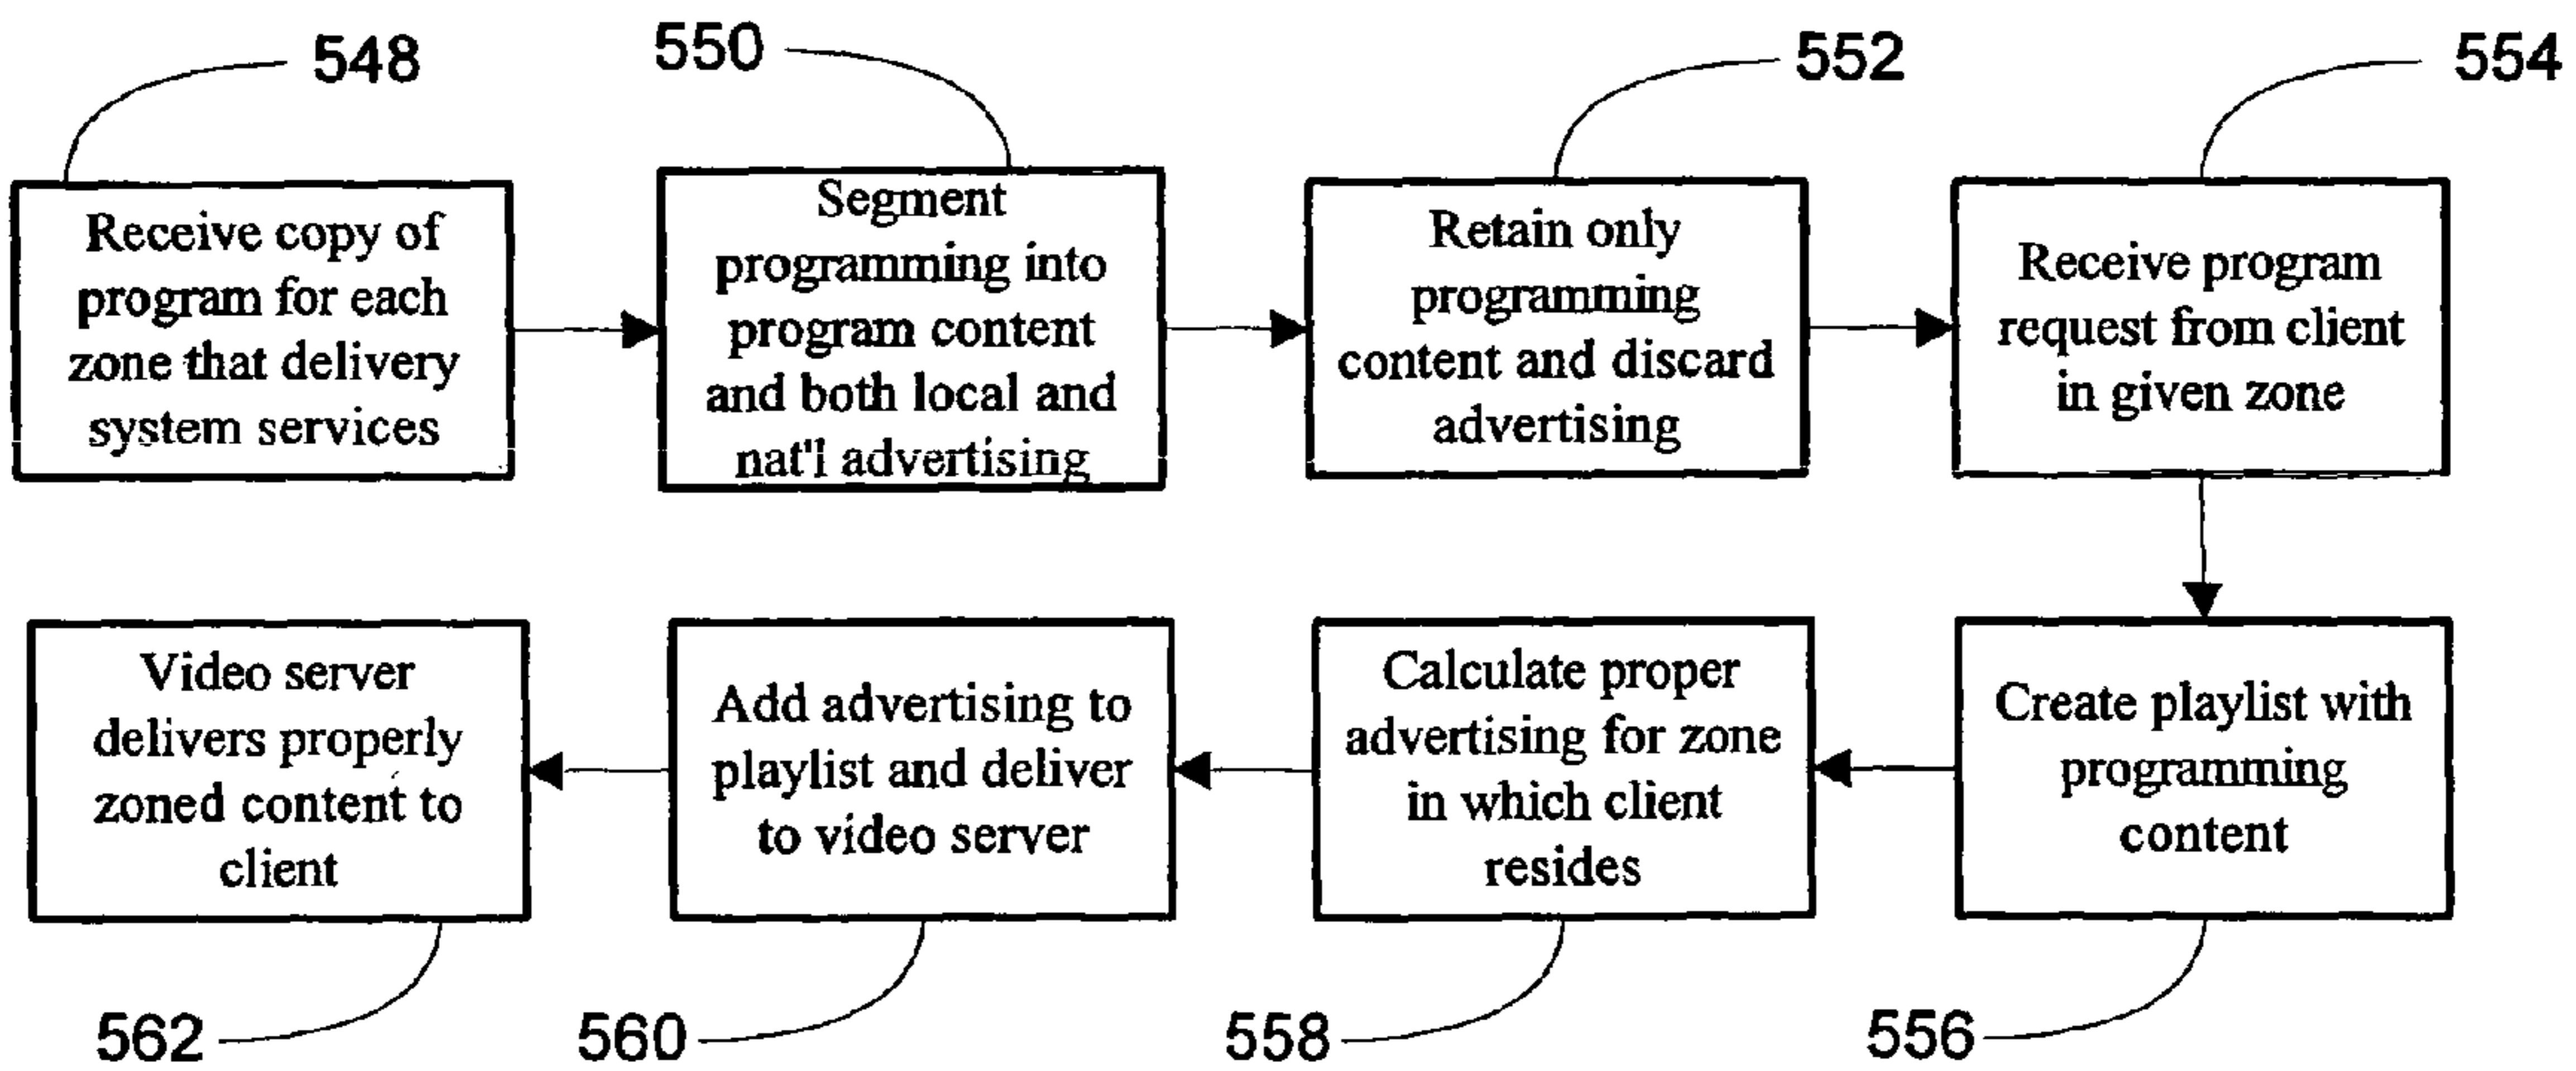 548
550
552
554
Receive copy of
program for each
zone that delivery
system services
Segment
programming into
program content
and both local and
nat'l advertising
Retain only
programming
content and discard
advertising
Receive program
request from client
in given zone
Create playlist with
programming
content
Calculate proper
advertising for zone
in which client
resides
Add advertising to
playlist and deliver
to video server
Video server
delivers properly
zoned content to
client
562
560
558
556